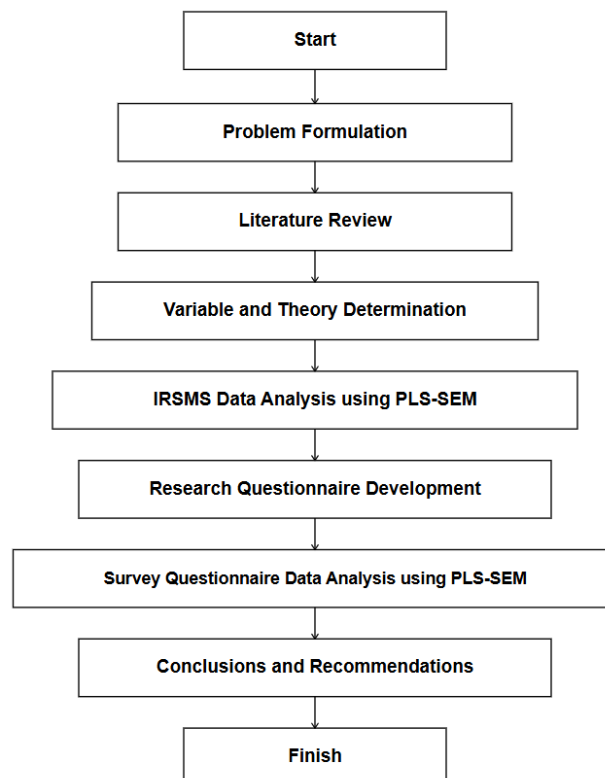 Start
Problem Formulation
Literature Review
Variable and Theory Determination
IRSMS Data Analysis using PLS-SEM
Research Questionnaire Development
Survey Questionnaire Data Analysis using PLS-SEM
Conclusions and Recommendations
Finish